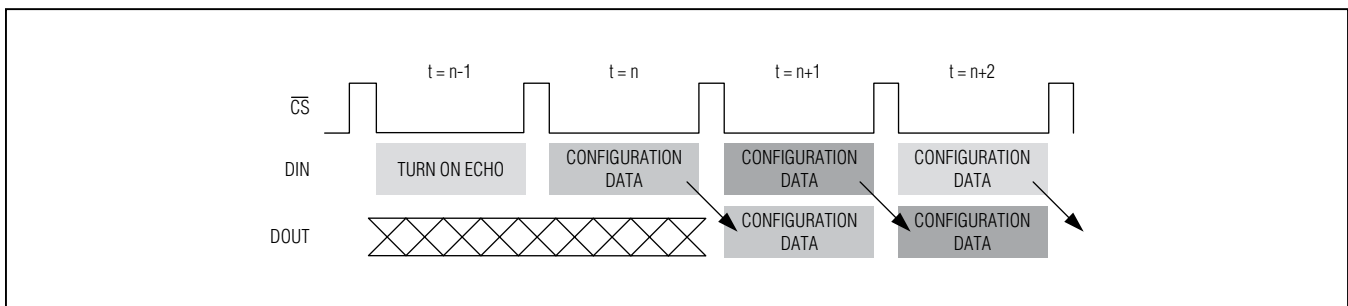 t = n-1 t = n t = n+1 t = n+2
CS
DIN TURN ON ECHO CONFIGURATION DATA CONFIGURATION DATA CONFIGURATION DATA
DOUT CONFIGURATION DATA CONFIGURATION DATA